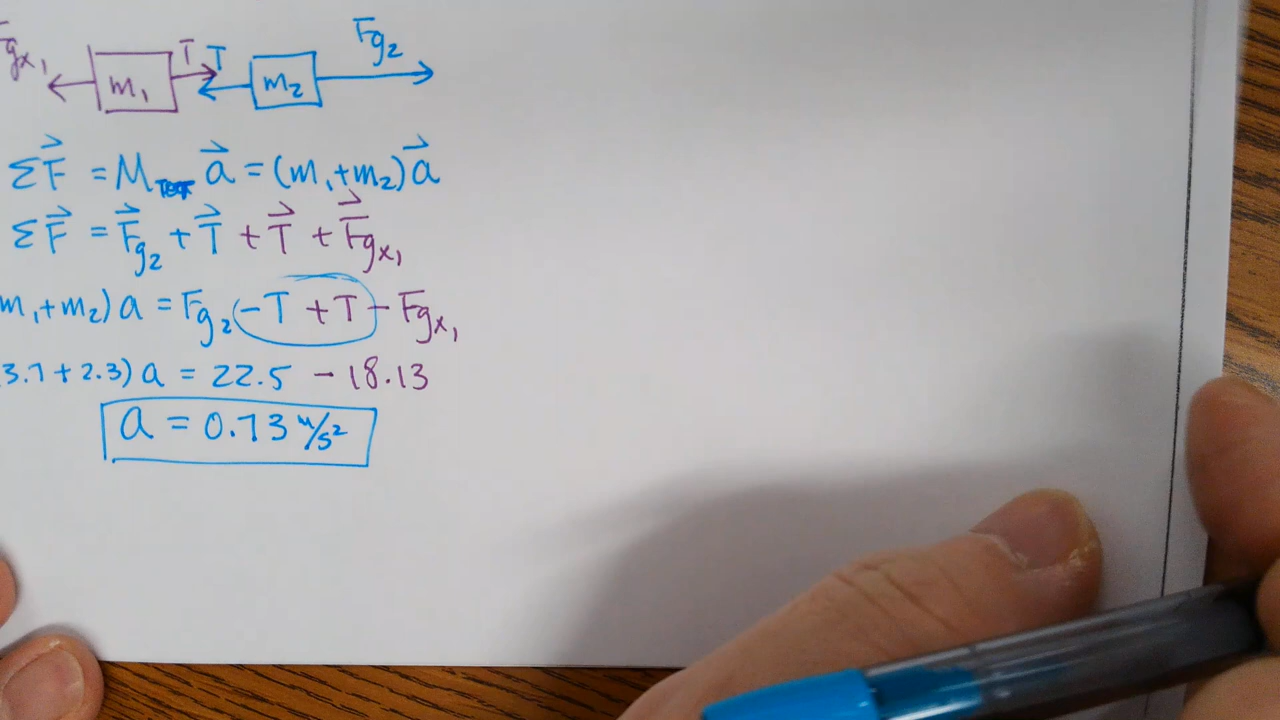 Fgx₁ m₁ T T m₂ Fg₂
ΣF⃗ = M a⃗ = (m₁+m₂)a⃗
ΣF⃗ = F⃗g₂ + T⃗ + T⃗ + F⃗gx₁
m₁+m₂)a = Fg₂ -T +T - Fgx₁
3.7+2.3)a = 22.5 - 18.13
a = 0.73 m/s²